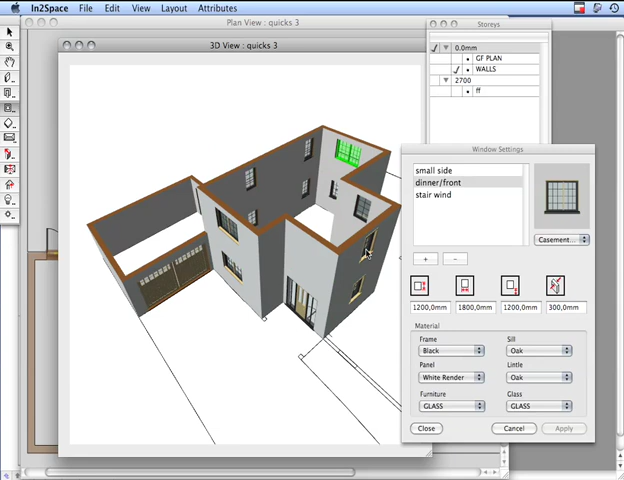 In2Space File Edit View Layout Attributes
Plan View : quicks 3
Storeys
3D View : quicks 3
0.0mm
GF PLAN
WALLS
2700
ff
Window Settings
small side
dinner/front
stair wind
Casement...
+ -
1200,0mm 1800,0mm 1200,0mm 300,0mm
Material
Frame Sill
Black Oak
Panel Lintle
White Render Oak
Furniture Glass
GLASS GLASS
Close Cancel Apply